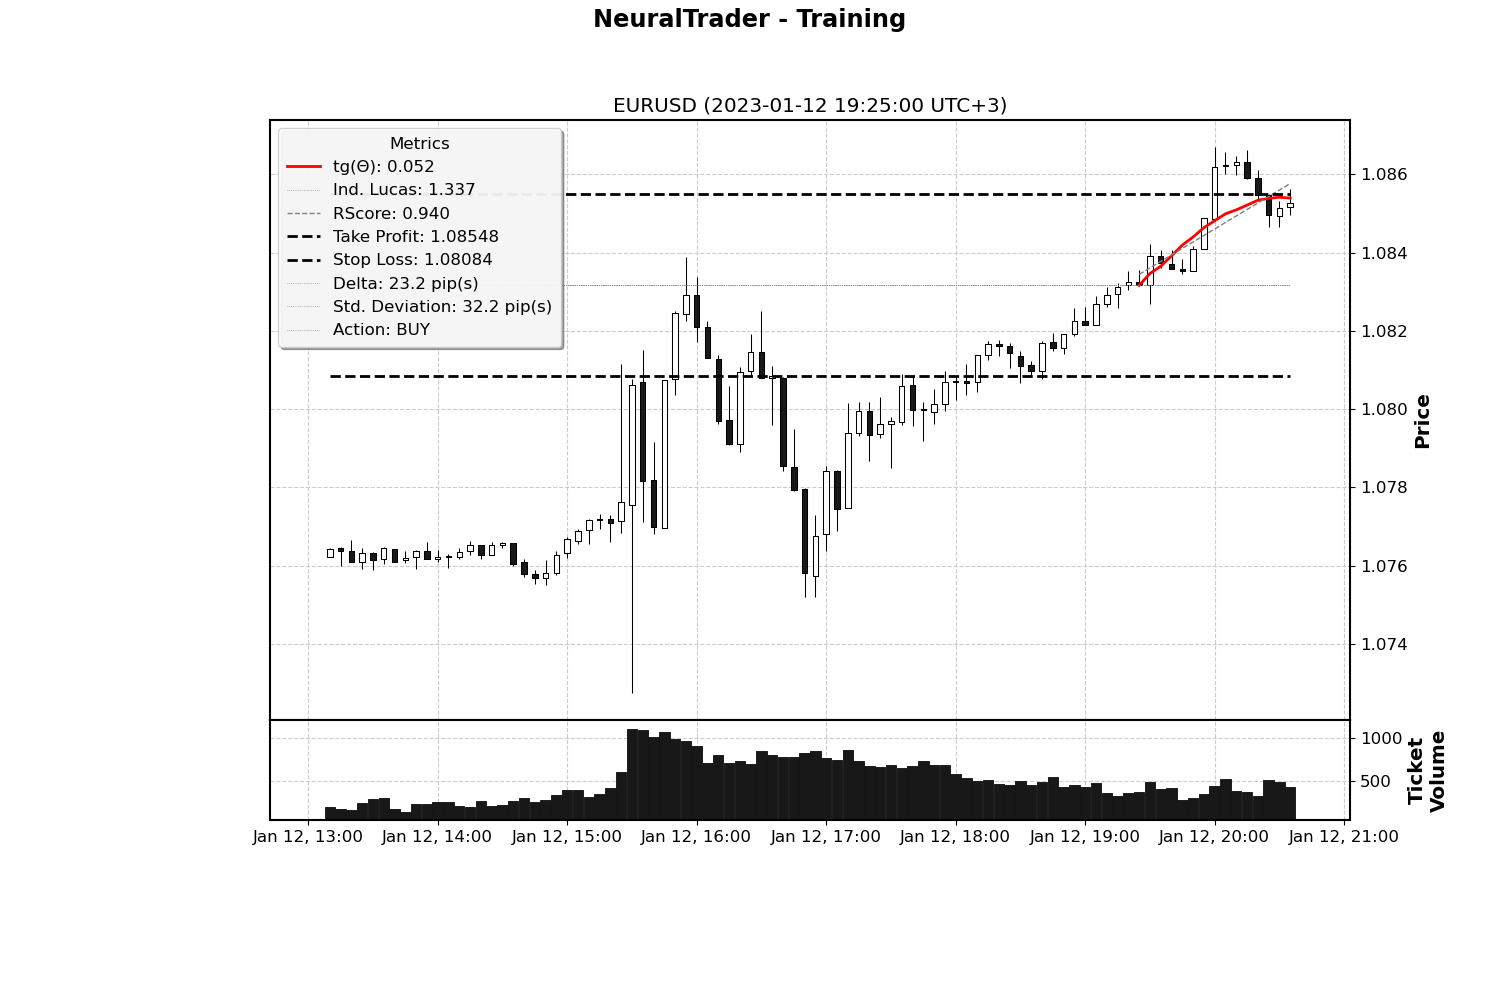 NeuralTrader - Training
EURUSD (2023-01-12 19:25:00 UTC+3)
Metrics
tg(Θ): 0.052
Ind. Lucas: 1.337
RScore: 0.940
Take Profit: 1.08548
Stop Loss: 1.08084
Delta: 23.2 pip(s)
Std. Deviation: 32.2 pip(s)
Action: BUY
1.086
1.084
1.082
1.080
1.078
1.076
1.074
Price
1000
500
Ticket
Volume
Jan 12, 13:00
Jan 12, 14:00
Jan 12, 15:00
Jan 12, 16:00
Jan 12, 17:00
Jan 12, 18:00
Jan 12, 19:00
Jan 12, 20:00
Jan 12, 21:00